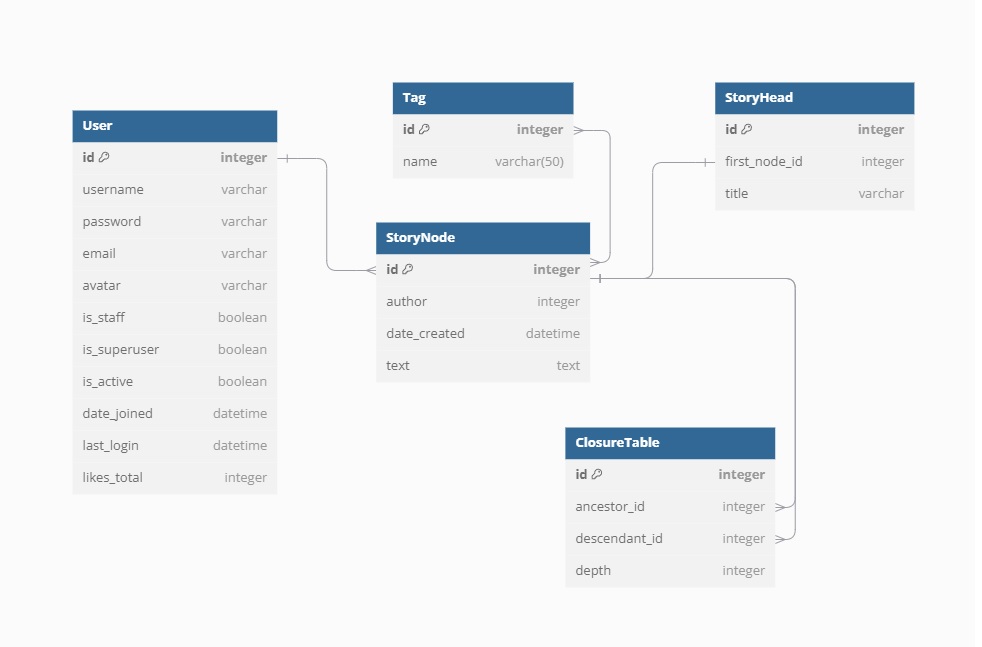 User
id integer
username varchar
password varchar
email varchar
avatar varchar
is_staff boolean
is_superuser boolean
is_active boolean
date_joined datetime
last_login datetime
likes_total integer
Tag
id integer
name varchar(50)
StoryNode
id integer
author integer
date_created datetime
text text
StoryHead
id integer
first_node_id integer
title varchar
ClosureTable
id integer
ancestor_id integer
descendant_id integer
depth integer